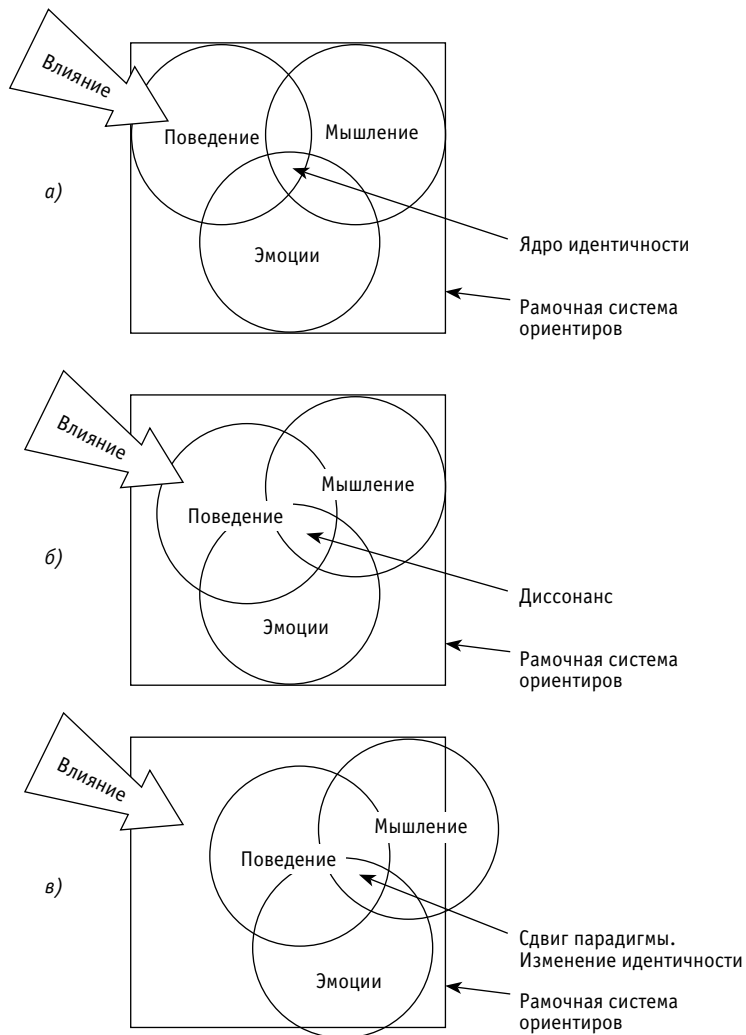 Влияние
Поведение
Мышление
а)
Эмоции
Ядро идентичности
Рамочная система
ориентиров
Влияние
Мышление
Поведение
б)
Диссонанс
Эмоции
Рамочная система
ориентиров
Влияние
Мышление
Поведение
в)
Сдвиг парадигмы.
Изменение идентичности
Эмоции
Рамочная система
ориентиров